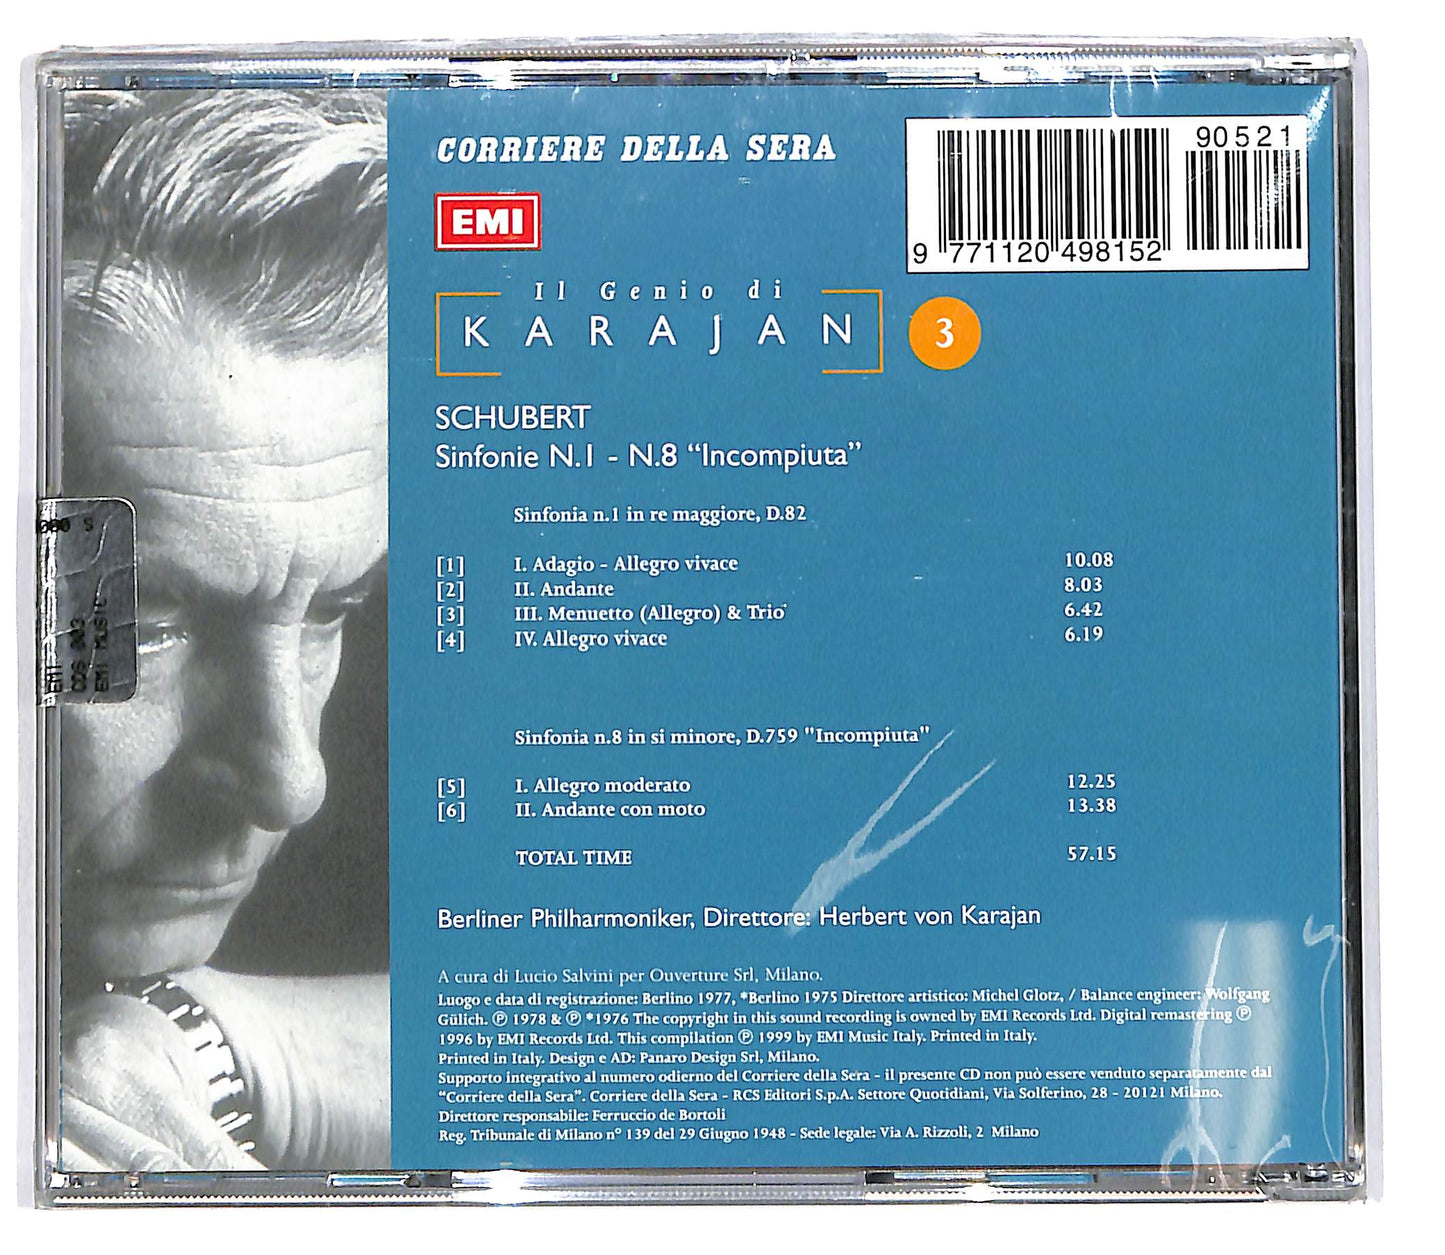 CORRIERE DELLA SERA
90521
9 771120 498152
EMI
Il Genio di
KARAJAN
3
SCHUBERT
Sinfonie N.1 - N.8 “Incompiuta”
Sinfonia n.1 in re maggiore, D.82
[1] I. Adagio - Allegro vivace 10.08
[2] II. Andante 8.03
[3] III. Menuetto (Allegro) & Trio 6.42
[4] IV. Allegro vivace 6.19
Sinfonia n.8 in si minore, D.759 "Incompiuta"
[5] I. Allegro moderato 12.25
[6] II. Andante con moto 13.38
TOTAL TIME 57.15
Berliner Philharmoniker, Direttore: Herbert von Karajan
A cura di Lucio Salvini per Ouverture Srl, Milano.
Luogo e data di registrazione: Berlino 1977, *Berlino 1975 Direttore artistico: Michel Glotz, / Balance engineer: Wolfgang
Gülich. ℗ 1978 & ℗ *1976 The copyright in this sound recording is owned by EMI Records Ltd. Digital remastering ℗
1996 by EMI Records Ltd. This compilation ℗ 1999 by EMI Music Italy. Printed in Italy.
Printed in Italy. Design e AD: Panaro Design Srl, Milano.
Supporto integrativo al numero odierno del Corriere della Sera - il presente CD non può essere venduto separatamente dal
“Corriere della Sera”. Corriere della Sera - RCS Editori S.p.A. Settore Quotidiani, Via Solferino, 28 - 20121 Milano.
Direttore responsabile: Ferruccio de Bortoli
Reg. Tribunale di Milano n° 139 del 29 Giugno 1948 - Sede legale: Via A. Rizzoli, 2 Milano
EMI
003
EMI MUSIC